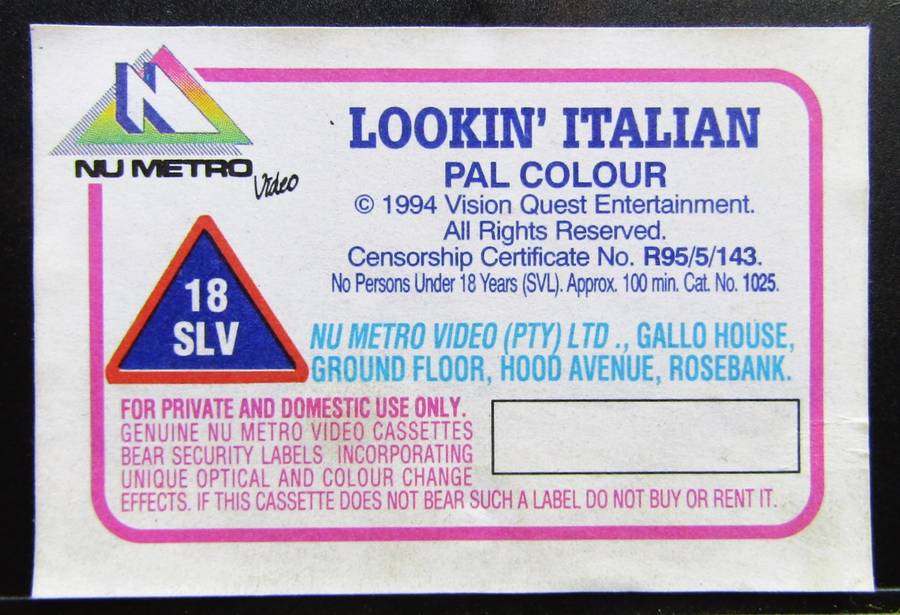 N
NU METRO
Video
LOOKIN' ITALIAN
PAL COLOUR
© 1994 Vision Quest Entertainment.
All Rights Reserved.
Censorship Certificate No. R95/5/143.
No Persons Under 18 Years (SVL). Approx. 100 min. Cat. No. 1025.
18
SLV
NU METRO VIDEO (PTY) LTD ., GALLO HOUSE,
GROUND FLOOR, HOOD AVENUE, ROSEBANK.
FOR PRIVATE AND DOMESTIC USE ONLY.
GENUINE NU METRO VIDEO CASSETTES
BEAR SECURITY LABELS INCORPORATING
UNIQUE OPTICAL AND COLOUR CHANGE
EFFECTS. IF THIS CASSETTE DOES NOT BEAR SUCH A LABEL DO NOT BUY OR RENT IT.